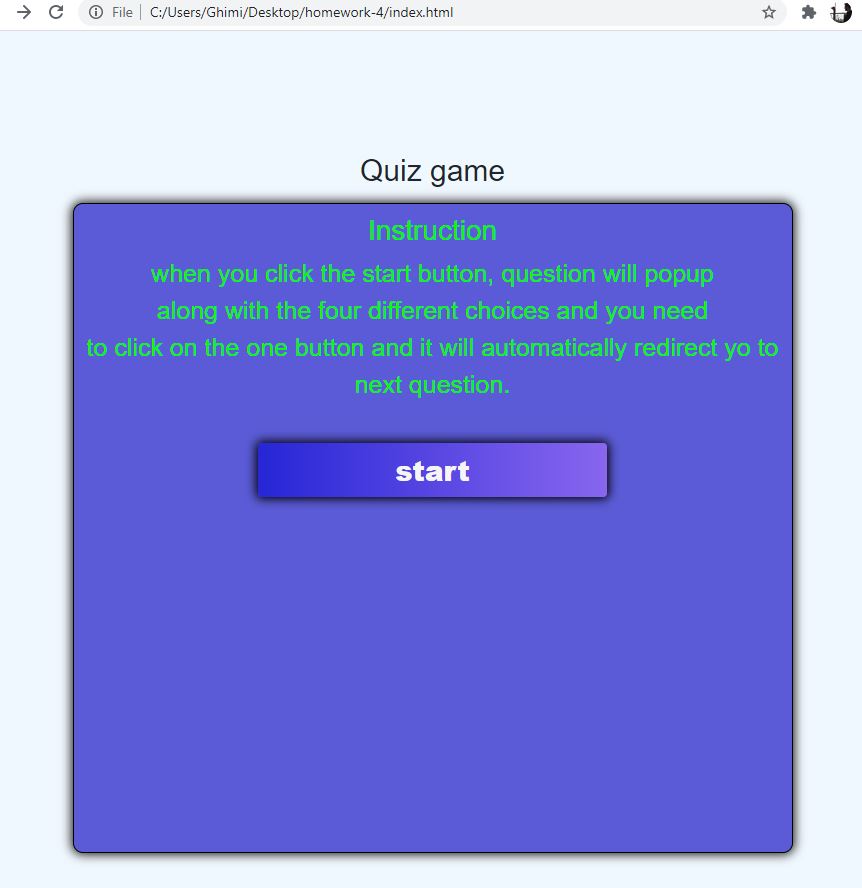 File
C:/Users/Ghimi/Desktop/homework-4/index.html
Quiz game
Instruction
when you click the start button, question will popup
along with the four different choices and you need
to click on the one button and it will automatically redirect yo to
next question.
start